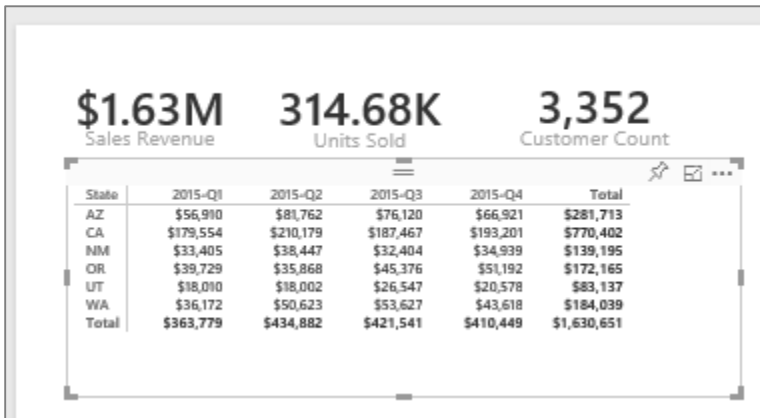 $1.63M 314.68K 3,352
Sales Revenue Units Sold Customer Count
State 2015-Q1 2015-Q2 2015-Q3 2015-Q4 Total
AZ $56,910 $81,762 $76,120 $66,921 $281,713
CA $179,554 $210,179 $187,467 $193,201 $770,402
NM $33,405 $38,447 $32,404 $34,939 $139,195
OR $39,729 $35,868 $45,376 $51,192 $172,165
UT $18,010 $18,002 $26,547 $20,578 $83,137
WA $36,172 $50,623 $53,627 $43,618 $184,039
Total $363,779 $434,882 $421,541 $410,449 $1,630,651